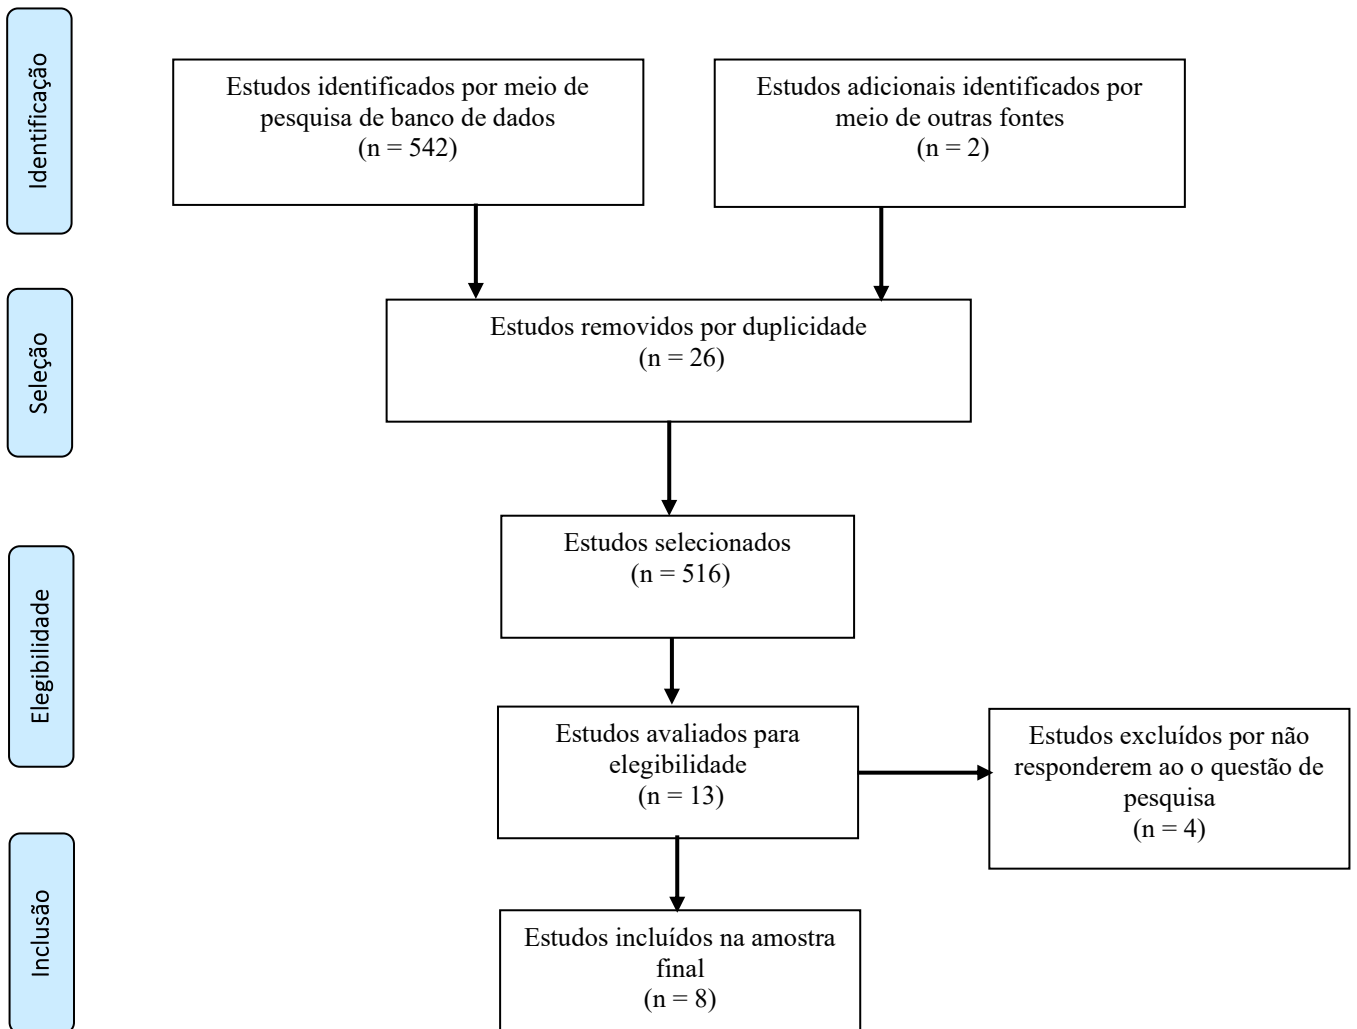 Identificação
Estudos identificados por meio de
pesquisa de banco de dados
(n = 542)
Estudos adicionais identificados por
meio de outras fontes
(n = 2)
Seleção
Estudos removidos por duplicidade
(n = 26)
Elegibilidade
Estudos selecionados
(n = 516)
Estudos avaliados para
elegibilidade
(n = 13)
Estudos excluídos por não
responderem ao o questão de
pesquisa
(n = 4)
Inclusão
Estudos incluídos na amostra
final
(n = 8)